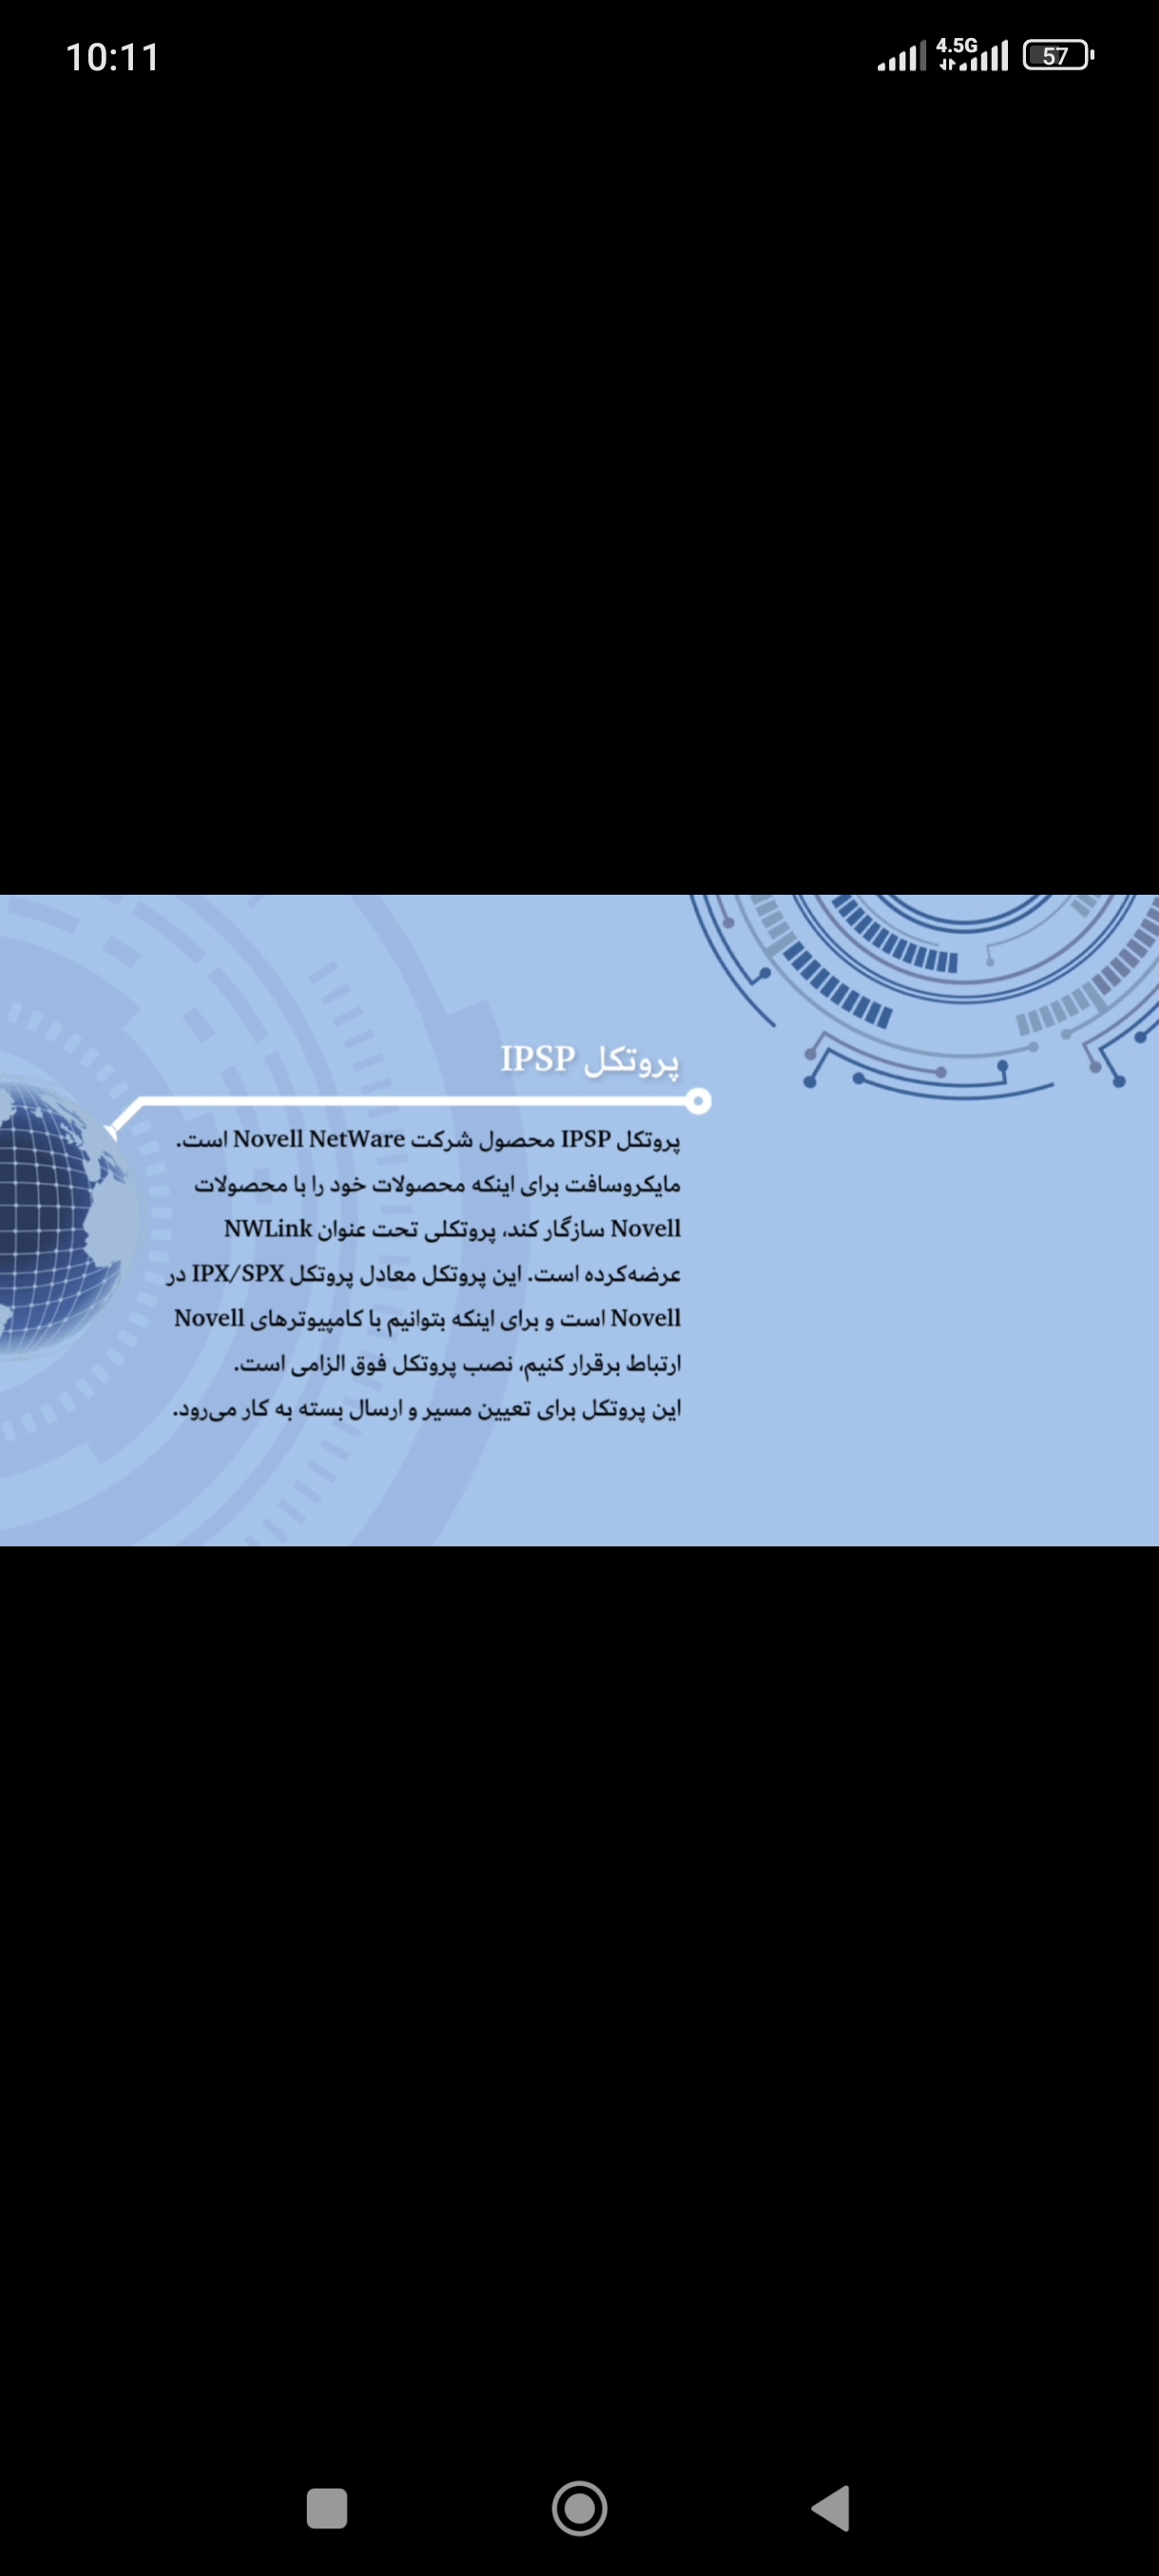 10:11
4.5G
57
پروتکل IPSP
پروتکل IPSP محصول شرکت Novell NetWare است.
مایکروسافت برای اینکه محصولات خود را با محصولات
Novell سازگار کند، پروتکلی تحت عنوان NWLink
عرضه‌کرده است. این پروتکل معادل پروتکل IPX/SPX در
Novell است و برای اینکه بتوانیم با کامپیوترهای Novell
ارتباط برقرار کنیم، نصب پروتکل فوق الزامی است.
این پروتکل برای تعیین مسیر و ارسال بسته به کار می‌رود.